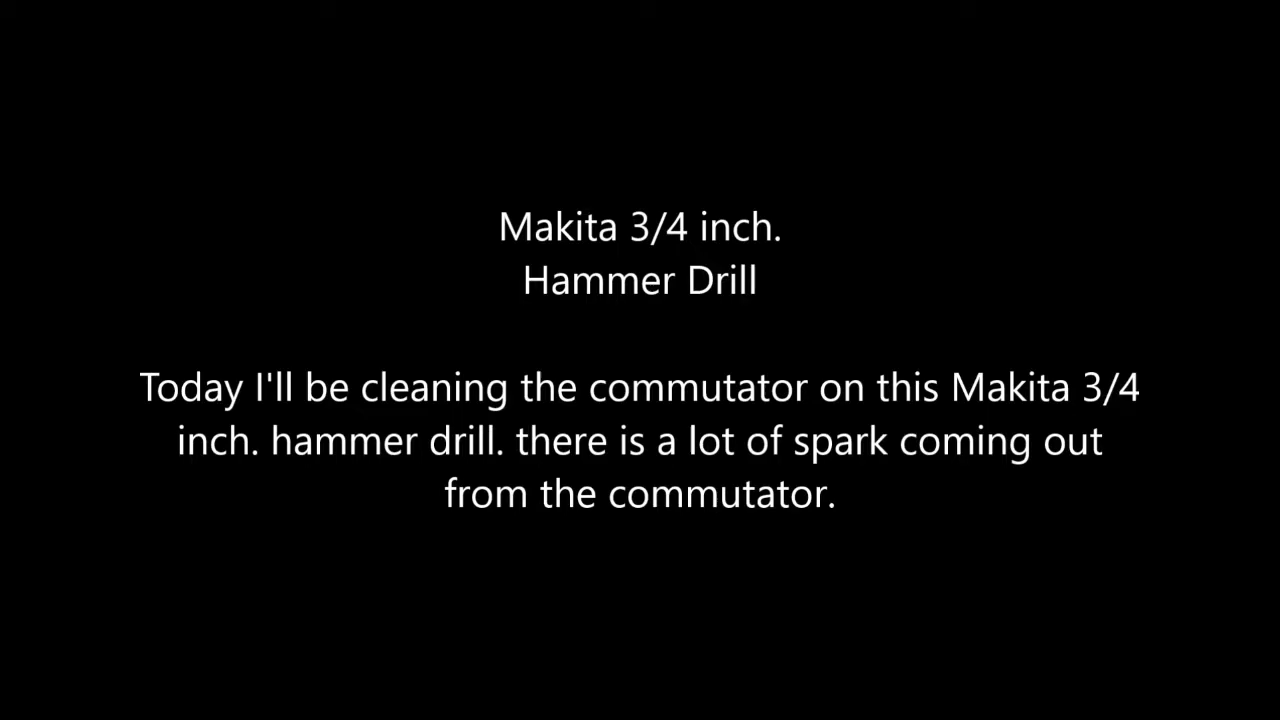 Makita 3/4 inch.
Hammer Drill
Today I'll be cleaning the commutator on this Makita 3/4
inch. hammer drill. there is a lot of spark coming out
from the commutator.